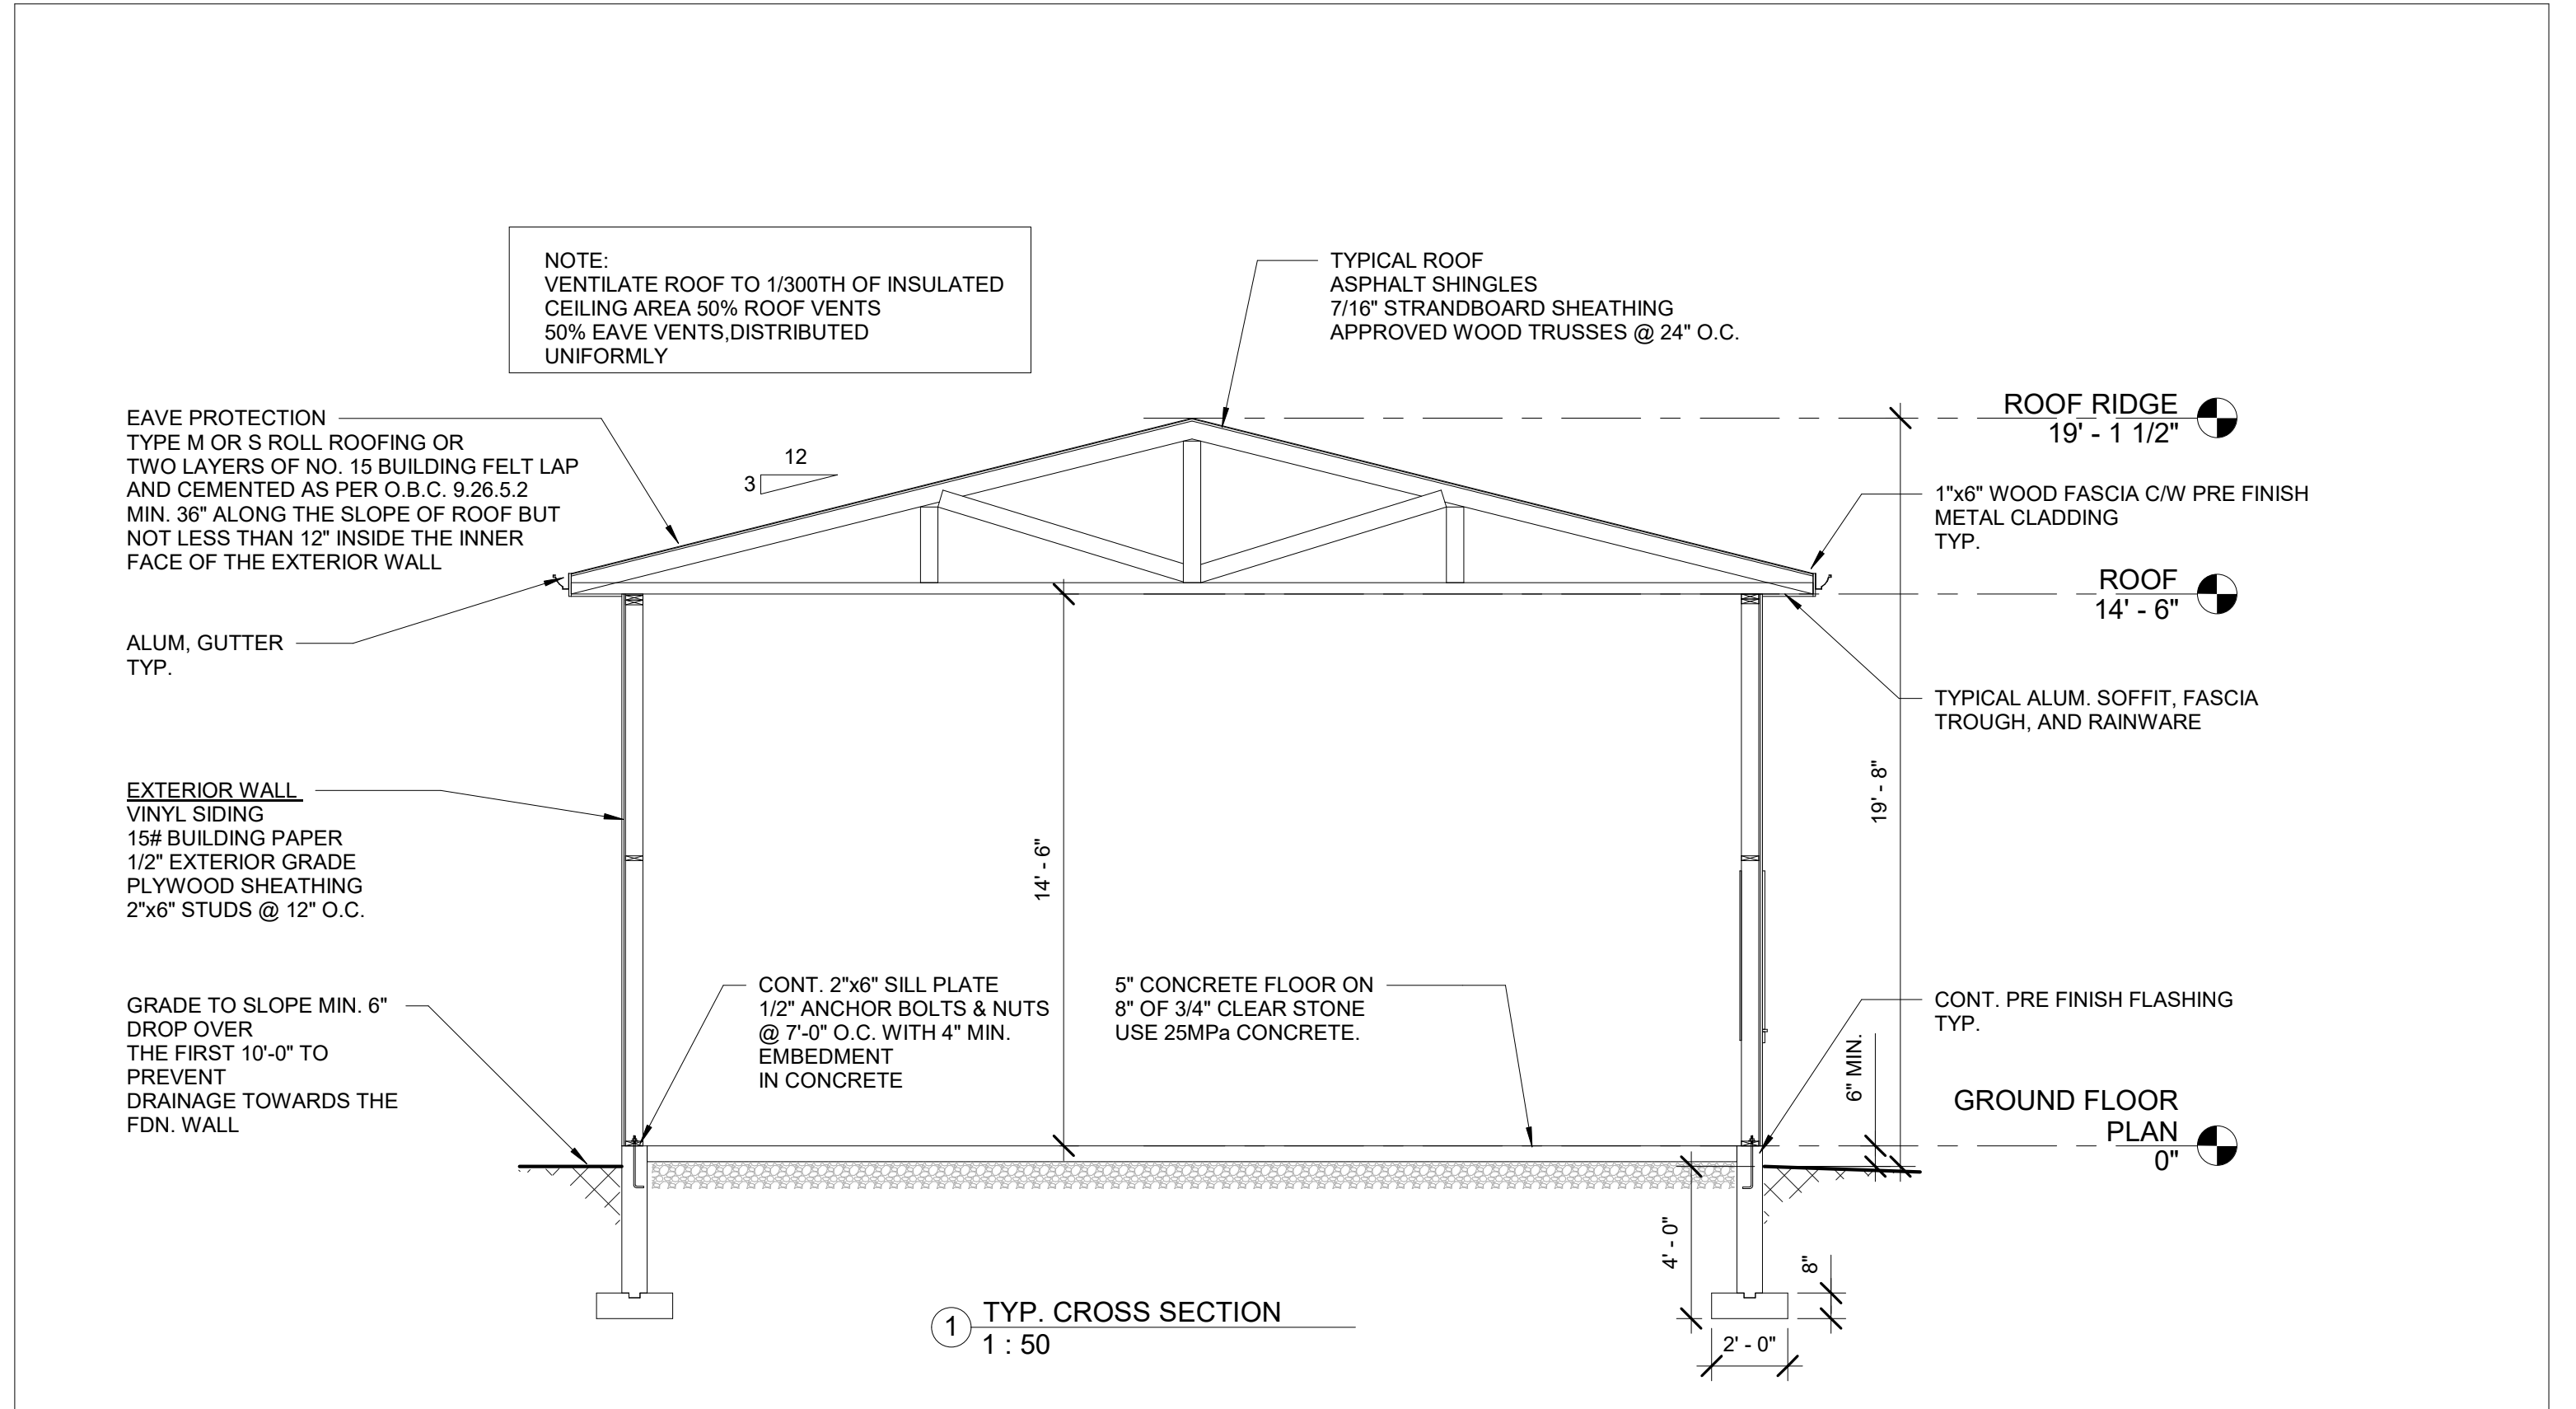 NOTE:
VENTILATE ROOF TO 1/300TH OF INSULATED
CEILING AREA 50% ROOF VENTS
50% EAVE VENTS,DISTRIBUTED
UNIFORMLY
TYPICAL ROOF
ASPHALT SHINGLES
7/16" STRANDBOARD SHEATHING
APPROVED WOOD TRUSSES @ 24" O.C.
EAVE PROTECTION
TYPE M OR S ROLL ROOFING OR
TWO LAYERS OF NO. 15 BUILDING FELT LAP
AND CEMENTED AS PER O.B.C. 9.26.5.2
MIN. 36" ALONG THE SLOPE OF ROOF BUT
NOT LESS THAN 12" INSIDE THE INNER
FACE OF THE EXTERIOR WALL
12
3
ROOF RIDGE
19' - 1 1/2"
1"x6" WOOD FASCIA C/W PRE FINISH
METAL CLADDING
TYP.
ROOF
14' - 6"
ALUM, GUTTER
TYP.
TYPICAL ALUM. SOFFIT, FASCIA
TROUGH, AND RAINWARE
EXTERIOR WALL
VINYL SIDING
15# BUILDING PAPER
1/2" EXTERIOR GRADE
PLYWOOD SHEATHING
2"x6" STUDS @ 12" O.C.
14' - 6"
19' - 8"
GRADE TO SLOPE MIN. 6"
DROP OVER
THE FIRST 10'-0" TO
PREVENT
DRAINAGE TOWARDS THE
FDN. WALL
CONT. 2"x6" SILL PLATE
1/2" ANCHOR BOLTS & NUTS
@ 7'-0" O.C. WITH 4" MIN.
EMBEDMENT
IN CONCRETE
5" CONCRETE FLOOR ON
8" OF 3/4" CLEAR STONE
USE 25MPa CONCRETE.
CONT. PRE FINISH FLASHING
TYP.
6" MIN.
GROUND FLOOR
PLAN
0"
4' - 0"
8"
2' - 0"
1
TYP. CROSS SECTION
1 : 50